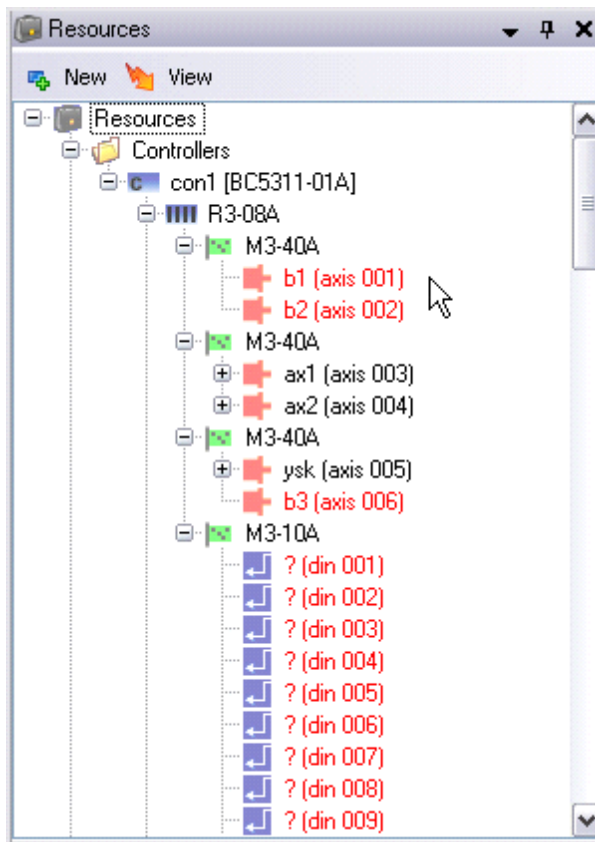 Resources
New View
Resources
Controllers
C con1 [BC5311-01A]
R3-08A
M3-40A
b1 (axis 001)
b2 (axis 002)
M3-40A
ax1 (axis 003)
ax2 (axis 004)
M3-40A
ysk (axis 005)
b3 (axis 006)
M3-10A
? (din 001)
? (din 002)
? (din 003)
? (din 004)
? (din 005)
? (din 006)
? (din 007)
? (din 008)
? (din 009)